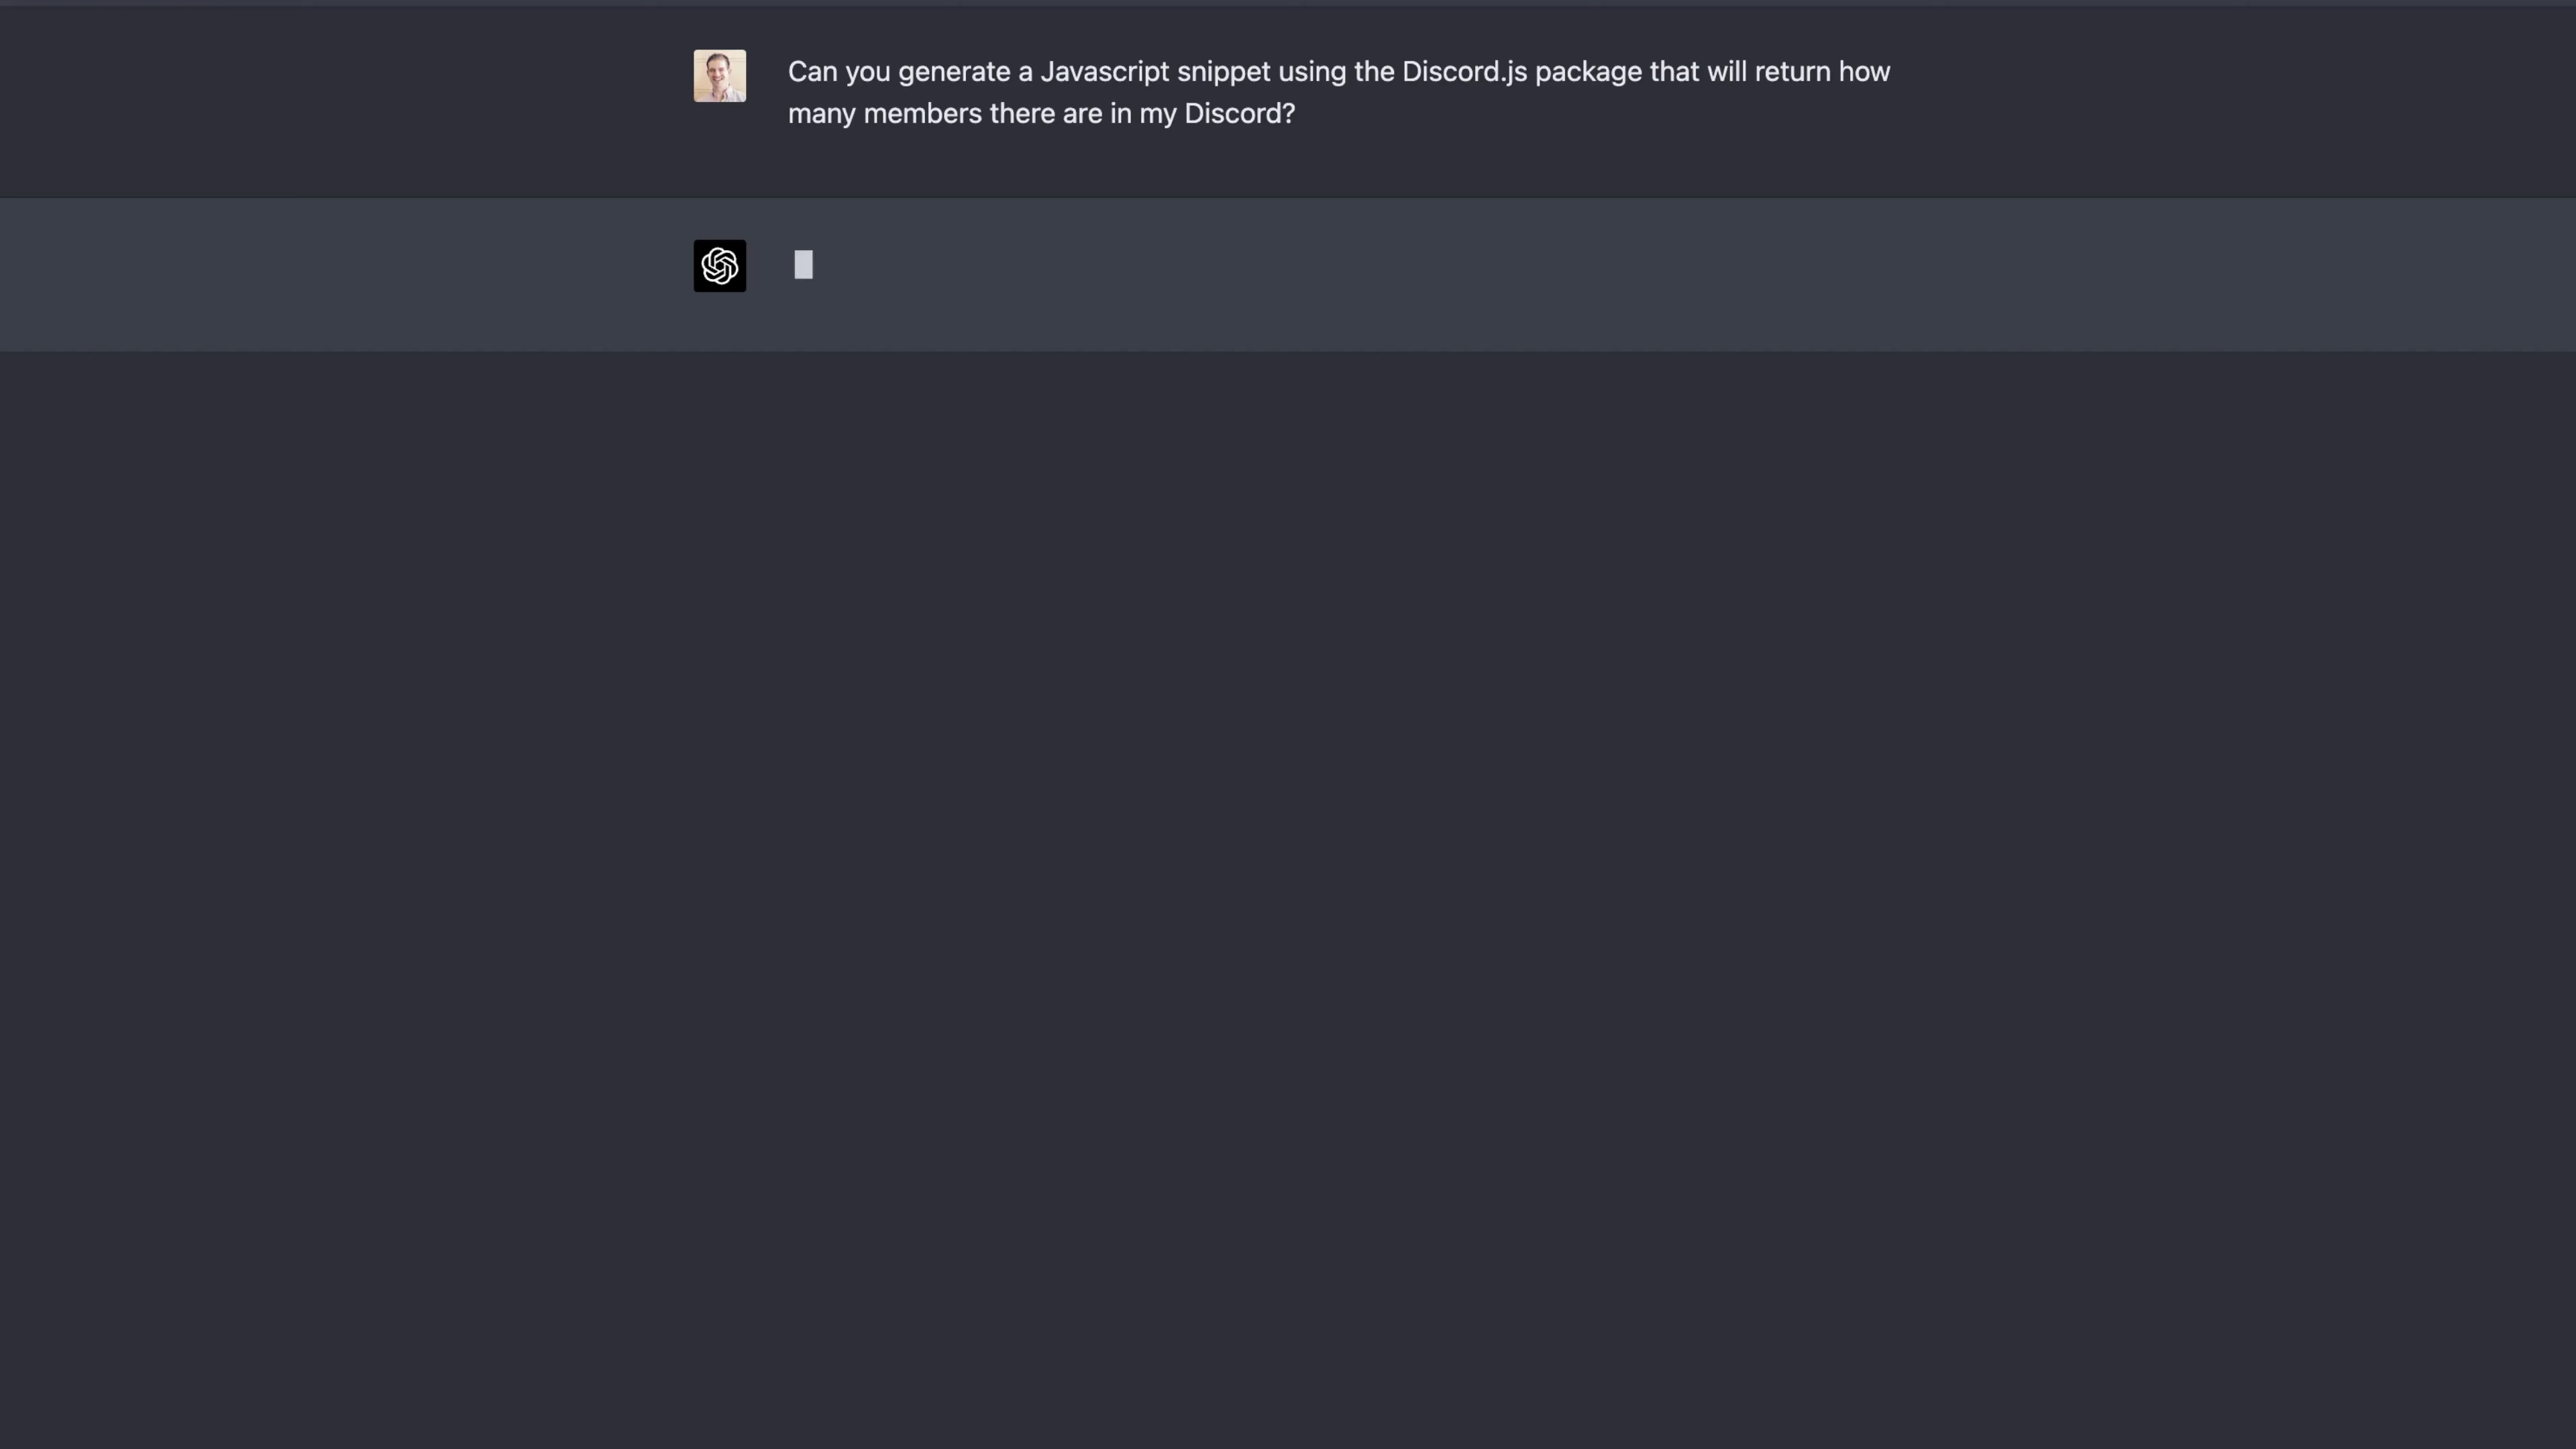 Can you generate a Javascript snippet using the Discord.js package that will return how
many members there are in my Discord?